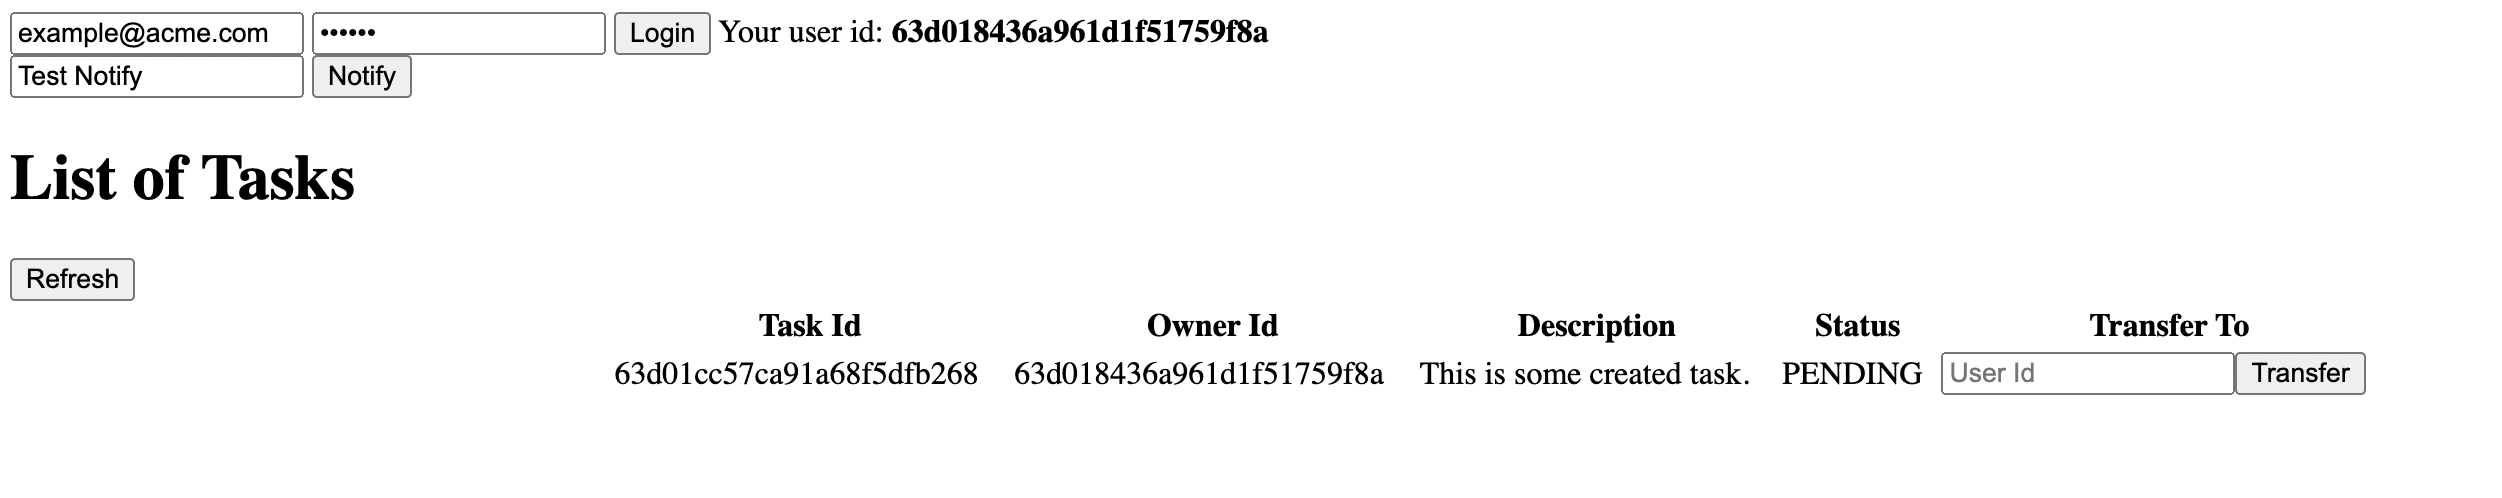 example@acme.com •••••• Login Your user id: 63d018436a961d1f51759f8a
Test Notify Notify
List of Tasks
Refresh
Task Id Owner Id Description Status Transfer To
63d01cc57ca91a68f5dfb268 63d018436a961d1f51759f8a This is some created task. PENDING User Id Transfer